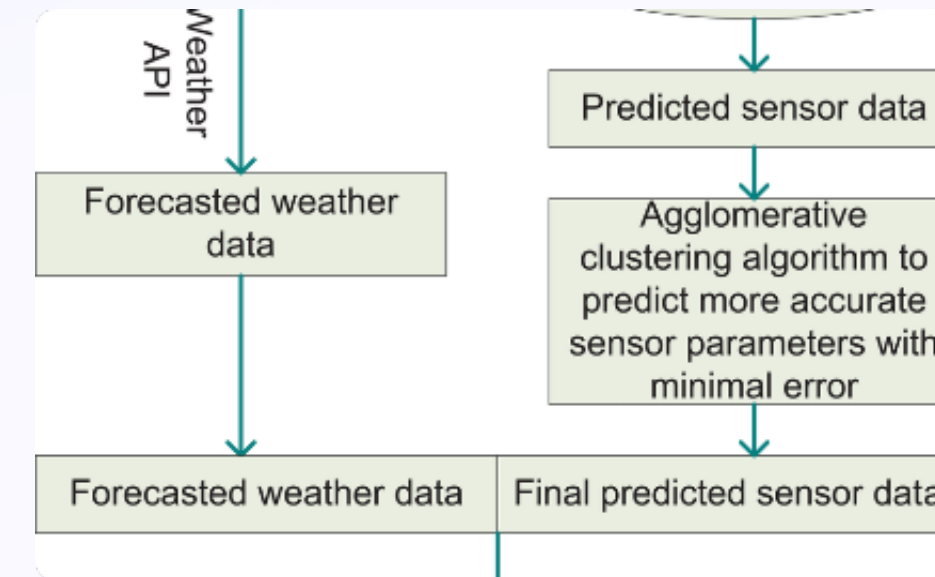 Weather
API
Forecasted weather
data
Predicted sensor data
Agglomerative
clustering algorithm to
predict more accurate
sensor parameters with
minimal error
Forecasted weather data
Final predicted sensor data